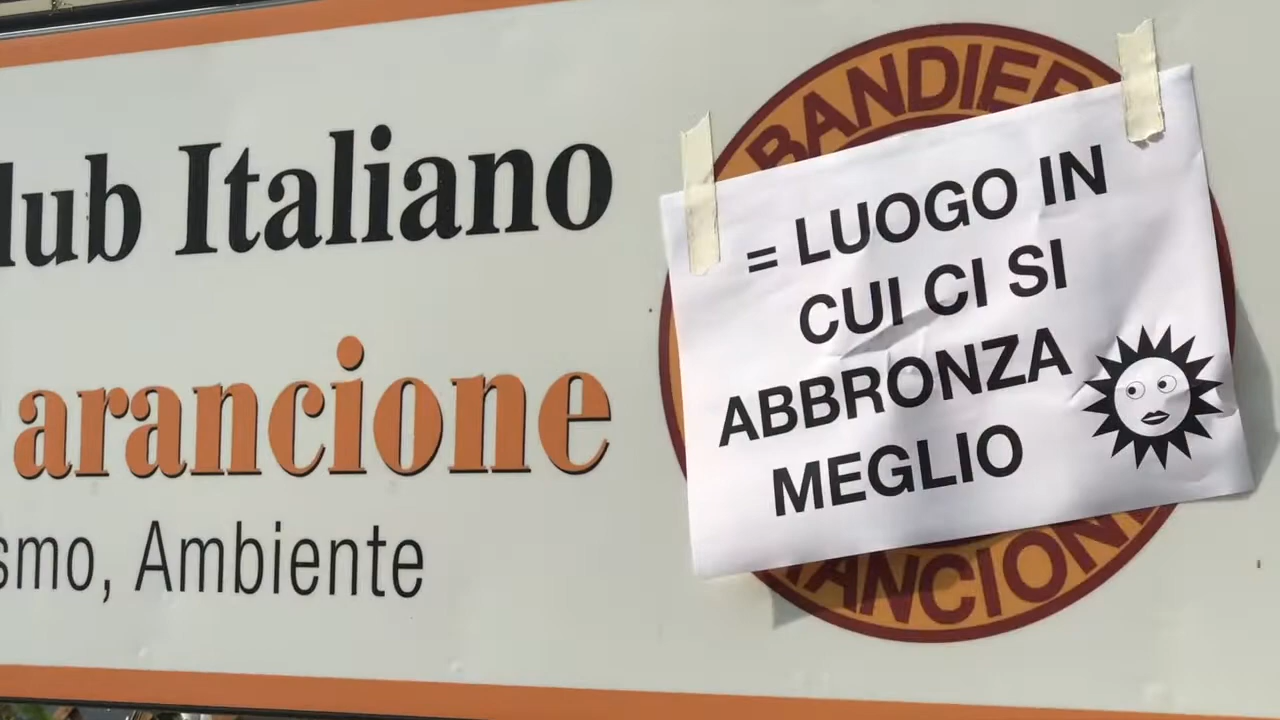 lub Italiano
arancione
smo, Ambiente
BANDIER
= LUOGO IN
CUI CI SI
ABBRONZA
MEGLIO
ANCION